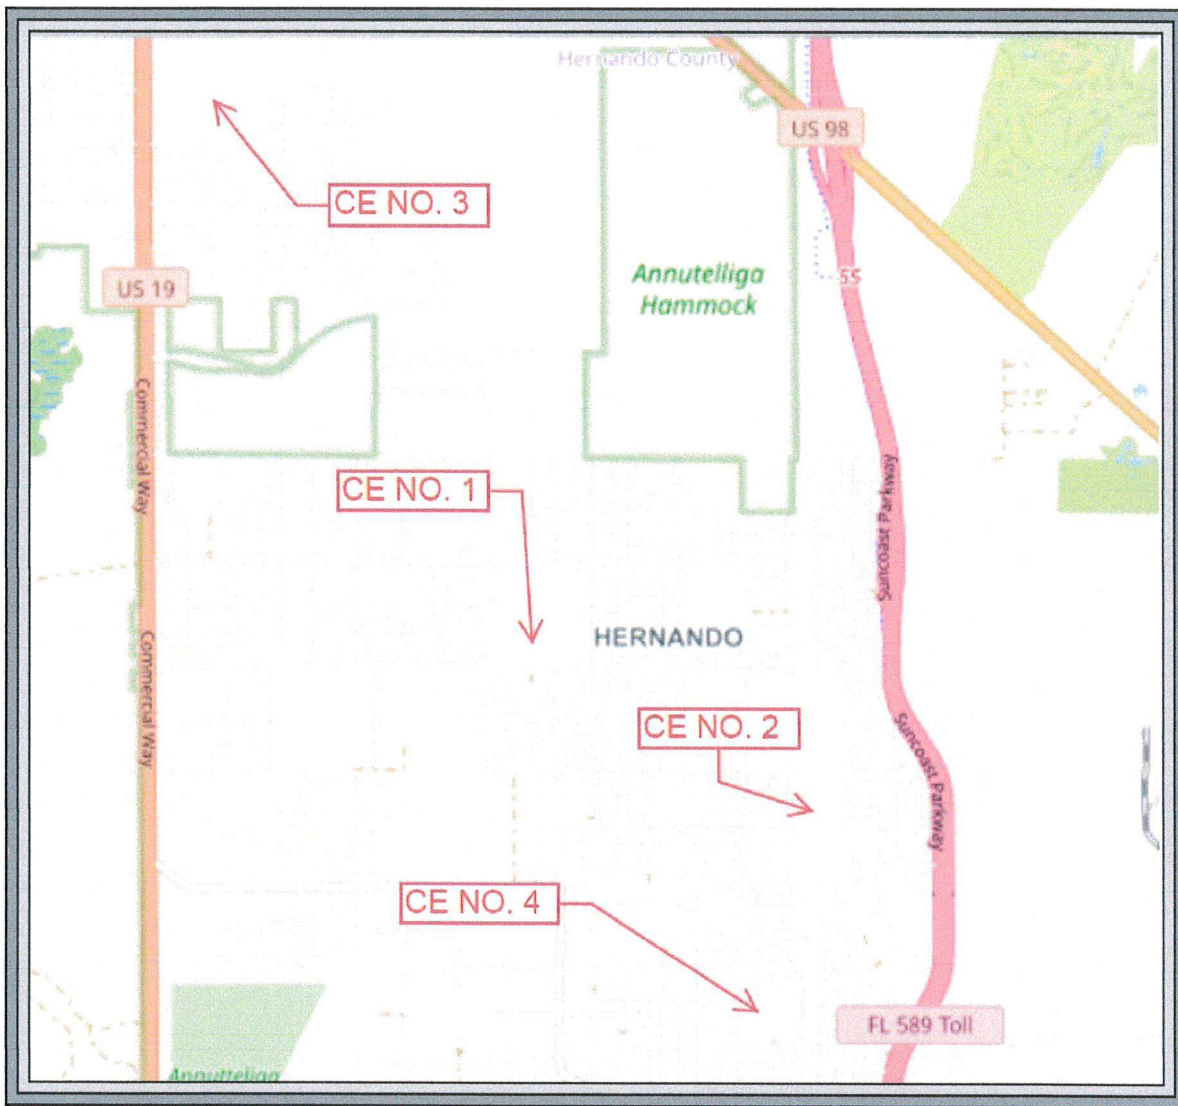 Hernando County
US 98
CE NO. 3
Annutelliga
Hammock
55
US 19
Commercial Way
CE NO. 1
Suncoast Parkway
HERNANDO
Commercial Way
CE NO. 2
Suncoast Parkway
CE NO. 4
FL 589 Toll
Annutteliga